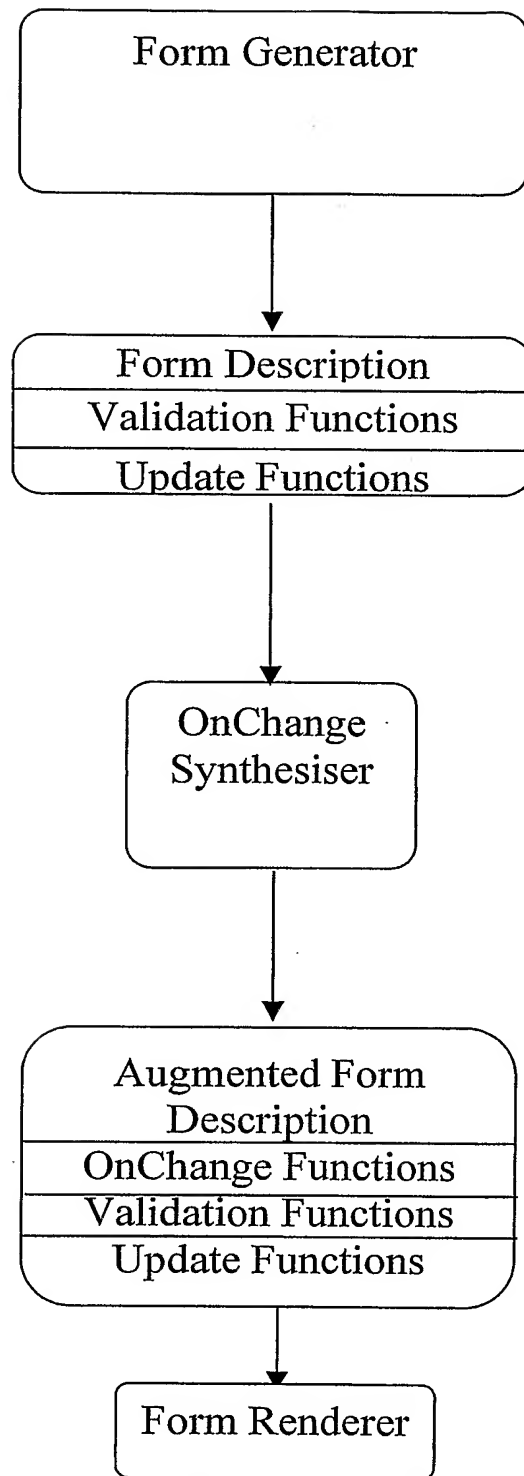 Form Generator
Form Description
Validation Functions
Update Functions
OnChange
Synthesiser
Augmented Form
Description
OnChange Functions
Validation Functions
Update Functions
Form Renderer